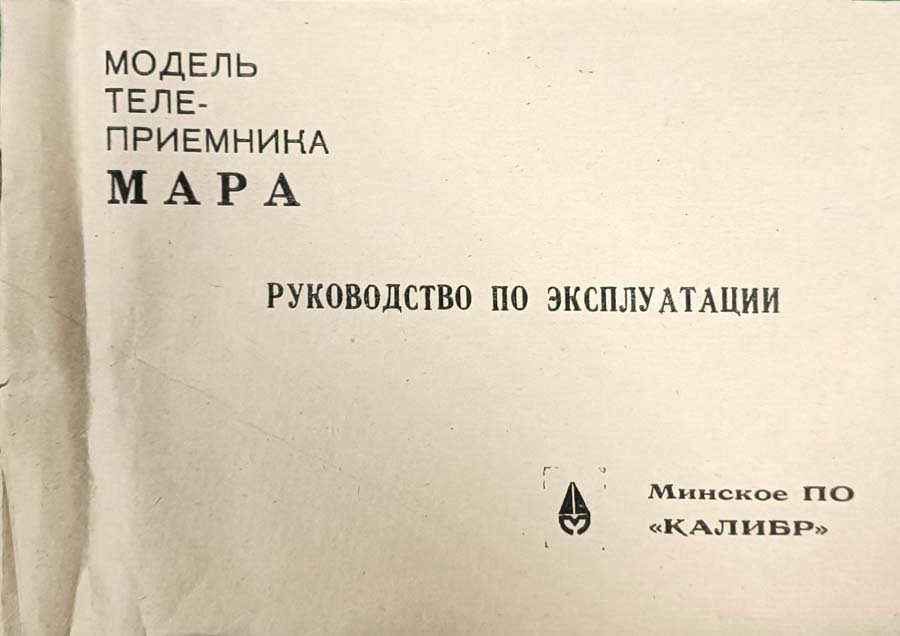 МОДЕЛЬ
ТЕЛЕ-
ПРИЕМНИКА
МАРА
РУКОВОДСТВО ПО ЭКСПЛУАТАЦИИ
Минское ПО
«КАЛИБР»